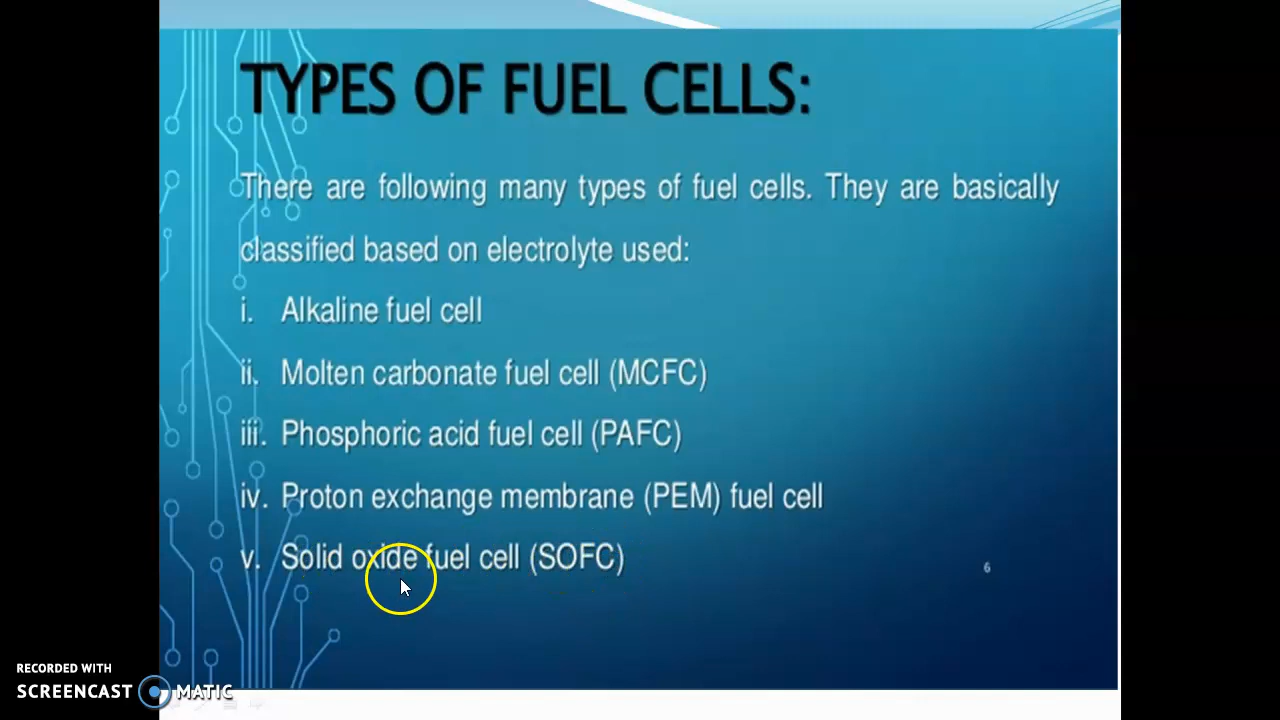 TYPES OF FUEL CELLS:
There are following many types of fuel cells. They are basically
classified based on electrolyte used:
i. Alkaline fuel cell
ii. Molten carbonate fuel cell (MCFC)
iii. Phosphoric acid fuel cell (PAFC)
iv. Proton exchange membrane (PEM) fuel cell
v. Solid oxide fuel cell (SOFC)
6
RECORDED WITH
SCREENCAST MATIC